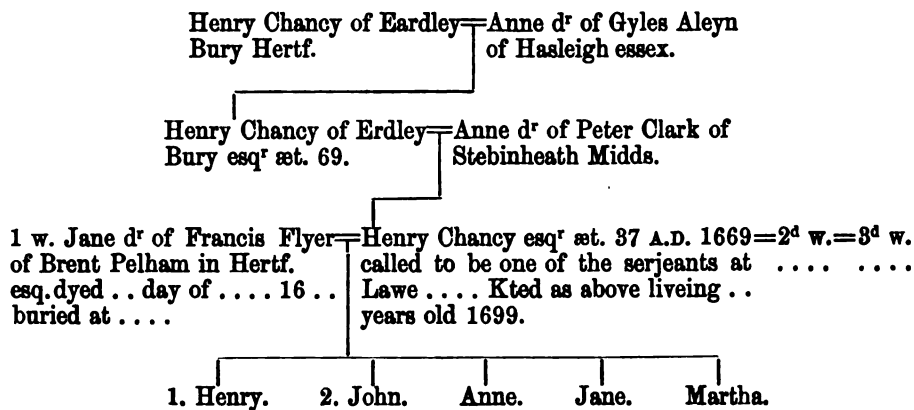 Henry Chancy of Eardley=Anne dʳ of Gyles Aleyn
Bury Hertf. of Hasleigh essex.
Henry Chancy of Erdley=Anne dʳ of Peter Clark of
Bury esqʳ æt. 69. Stebinheath Midds.
1 w. Jane dʳ of Francis Flyer=Henry Chancy esqʳ æt. 37 A.D. 1669=2ᵈ w.=3ᵈ w.
of Brent Pelham in Hertf. called to be one of the serjeants at .... ....
esq. dyed .. day of .... 16 .. Lawe .... Kted as above liveing ..
buried at .... years old 1699.
1. Henry. 2. John. Anne. Jane. Martha.